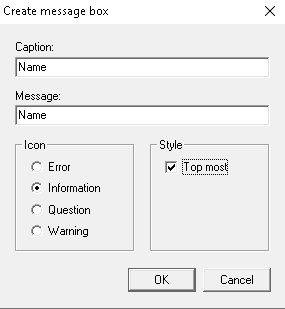 Create message box
Caption:
Name
Message:
Name
Icon
Error
Information
Question
Warning
Style
Top most
OK
Cancel